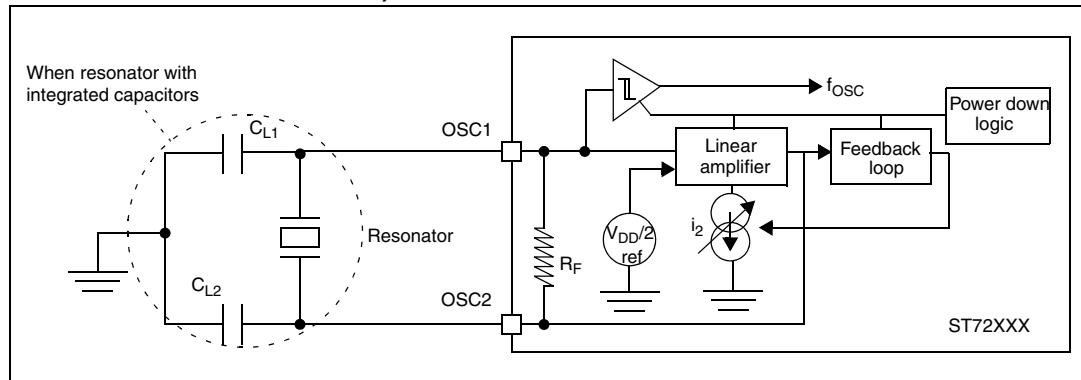 When resonator with
integrated capacitors
CL1
OSC1
fOSC
Power down
logic
Linear
amplifier
Feedback
loop
Resonator
VDD/2
ref
i2
RF
CL2
OSC2
ST72XXX